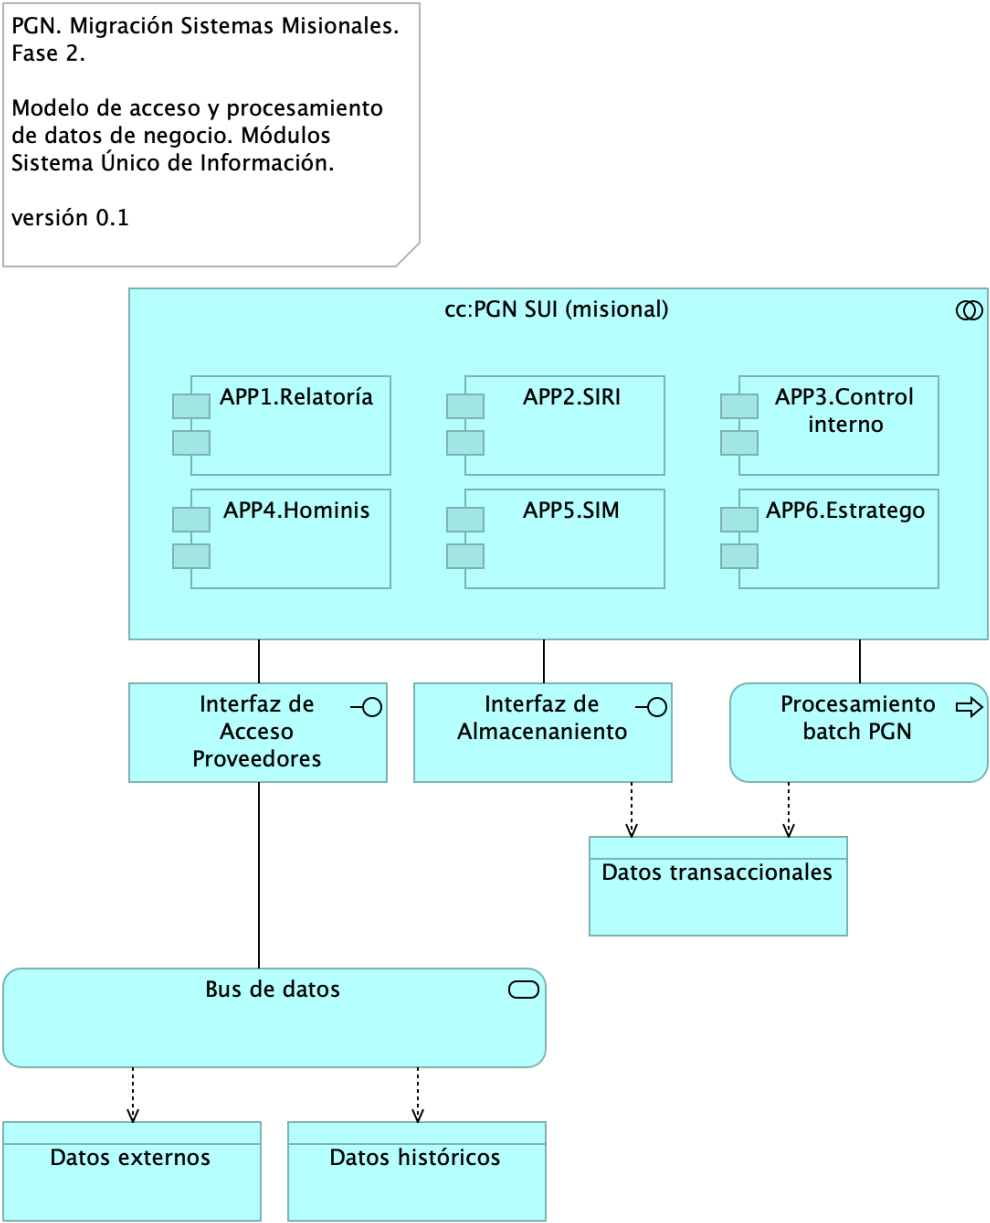 PGN. Migración Sistemas Misionales.
Fase 2.
Modelo de acceso y procesamiento
de datos de negocio. Módulos
Sistema Único de Información.
versión 0.1
cc:PGN SUI (misional)
APP1.Relatoría
APP2.SIRI
APP3.Control
interno
APP4.Hominis
APP5.SIM
APP6.Estratego
Interfaz de
Acceso
Proveedores
Interfaz de
Almacenaniento
Procesamiento
batch PGN
Datos transaccionales
Bus de datos
Datos externos
Datos históricos